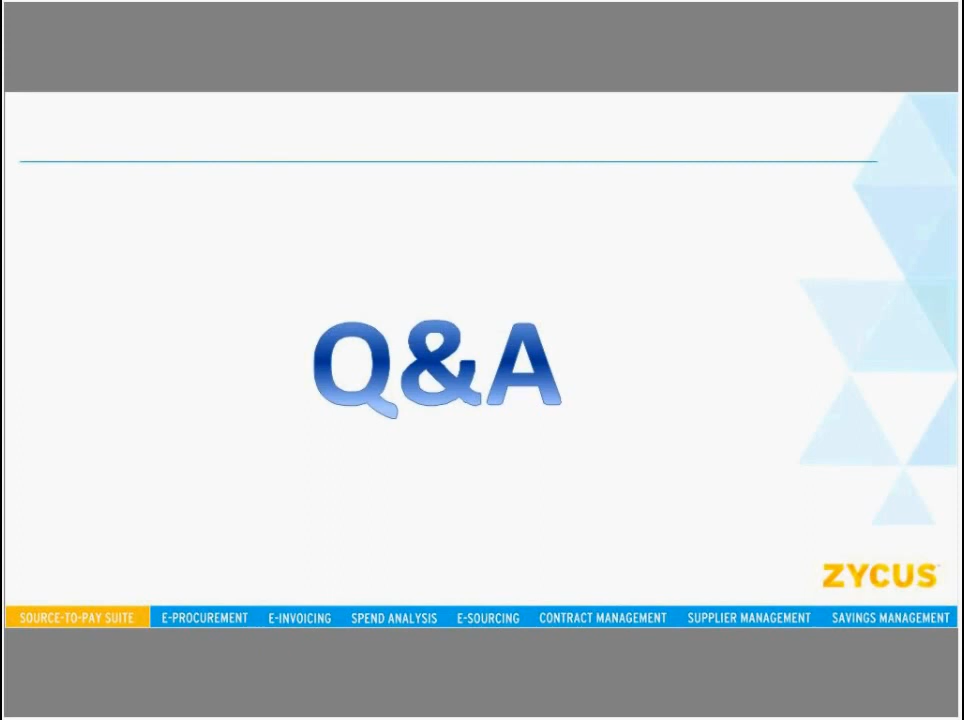 Q&A
ZYCUS
SOURCE-TO-PAY SUITE E-PROCUREMENT E-INVOICING SPEND ANALYSIS E-SOURCING CONTRACT MANAGEMENT SUPPLIER MANAGEMENT SAVINGS MANAGEMENT